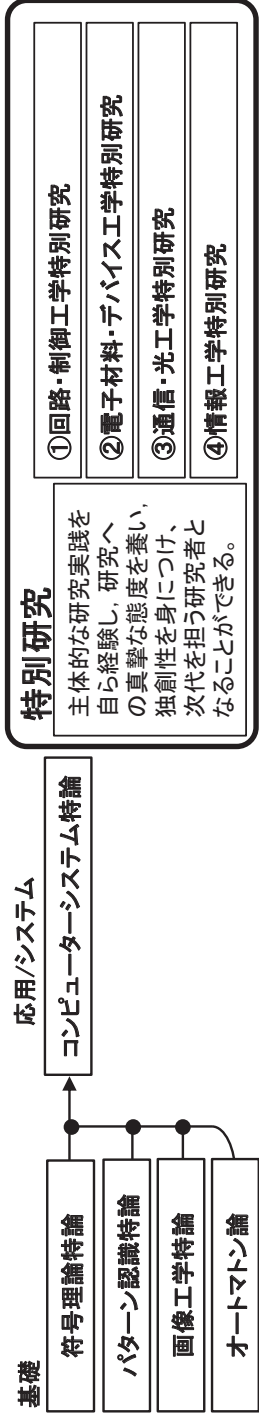 基礎
符号理論特論
パターン認識特論
画像工学特論
オートマトン論
応用/システム
コンピューターシステム特論
特別研究
主体的な研究実践を
自ら経験し，研究へ
の真摯な態度を養い，
独創性を身につけ、
次代を担う研究者と
なることができる。
①回路・制御工学特別研究
②電子材料・デバイス工学特別研究
③通信・光工学特別研究
④情報工学特別研究